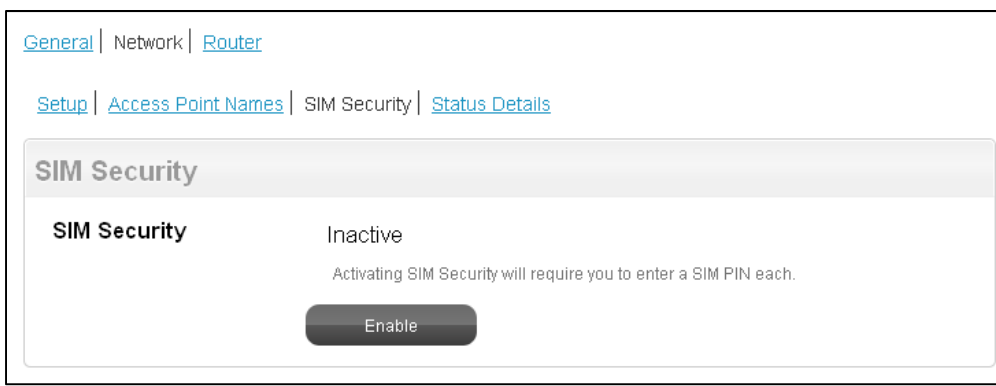 General | Network | Router
Setup | Access Point Names | SIM Security | Status Details
SIM Security
SIM Security Inactive
Activating SIM Security will require you to enter a SIM PIN each.
Enable